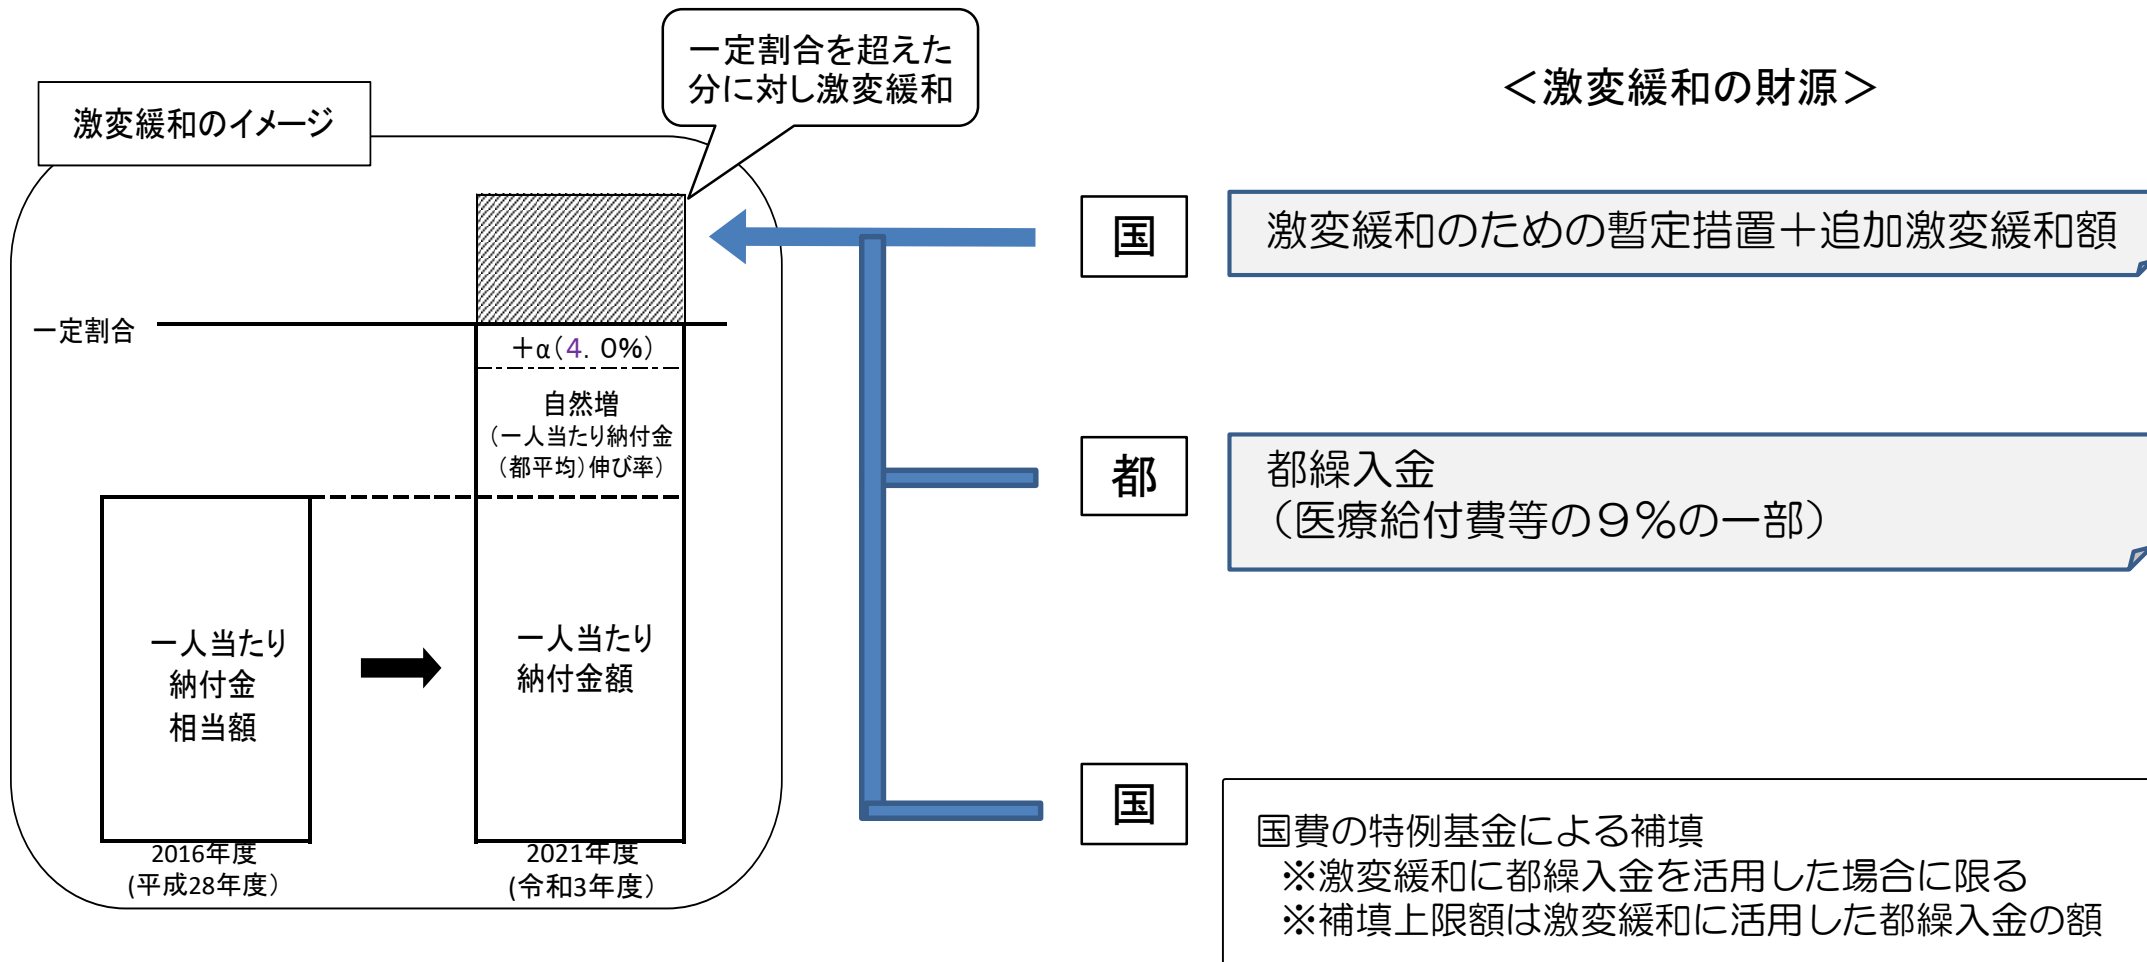 一定割合を超えた
分に対し激変緩和
激変緩和のイメージ
一定割合
+α(4. 0%)
自然増
(一人当たり納付金
(都平均)伸び率)
一人当たり
納付金
相当額
一人当たり
納付金額
2016年度
(平成28年度)
2021年度
(令和3年度)
<激変緩和の財源>
国
激変緩和のための暫定措置+追加激変緩和額
都
都繰入金
(医療給付費等の9%の一部)
国
国費の特例基金による補填
※激変緩和に都繰入金を活用した場合に限る
※補填上限額は激変緩和に活用した都繰入金の額